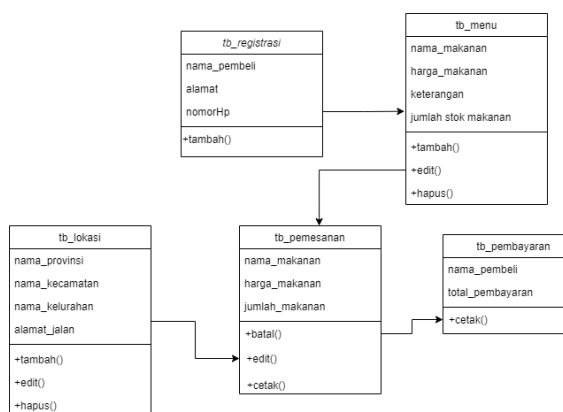 tb_registrasi
nama_pembeli
alamat
nomorHp
+tambah()
tb_menu
nama_makanan
harga_makanan
keterangan
jumlah stok makanan
+tambah()
+edit()
+hapus()
tb_lokasi
nama_provinsi
nama_kecamatan
nama_kelurahan
alamat_jalan
+tambah()
+edit()
+hapus()
tb_pemesanan
nama_makanan
harga_makanan
jumlah_makanan
+batal()
+edit()
+cetak()
tb_pembayaran
nama_pembeli
total_pembayaran
+cetak()